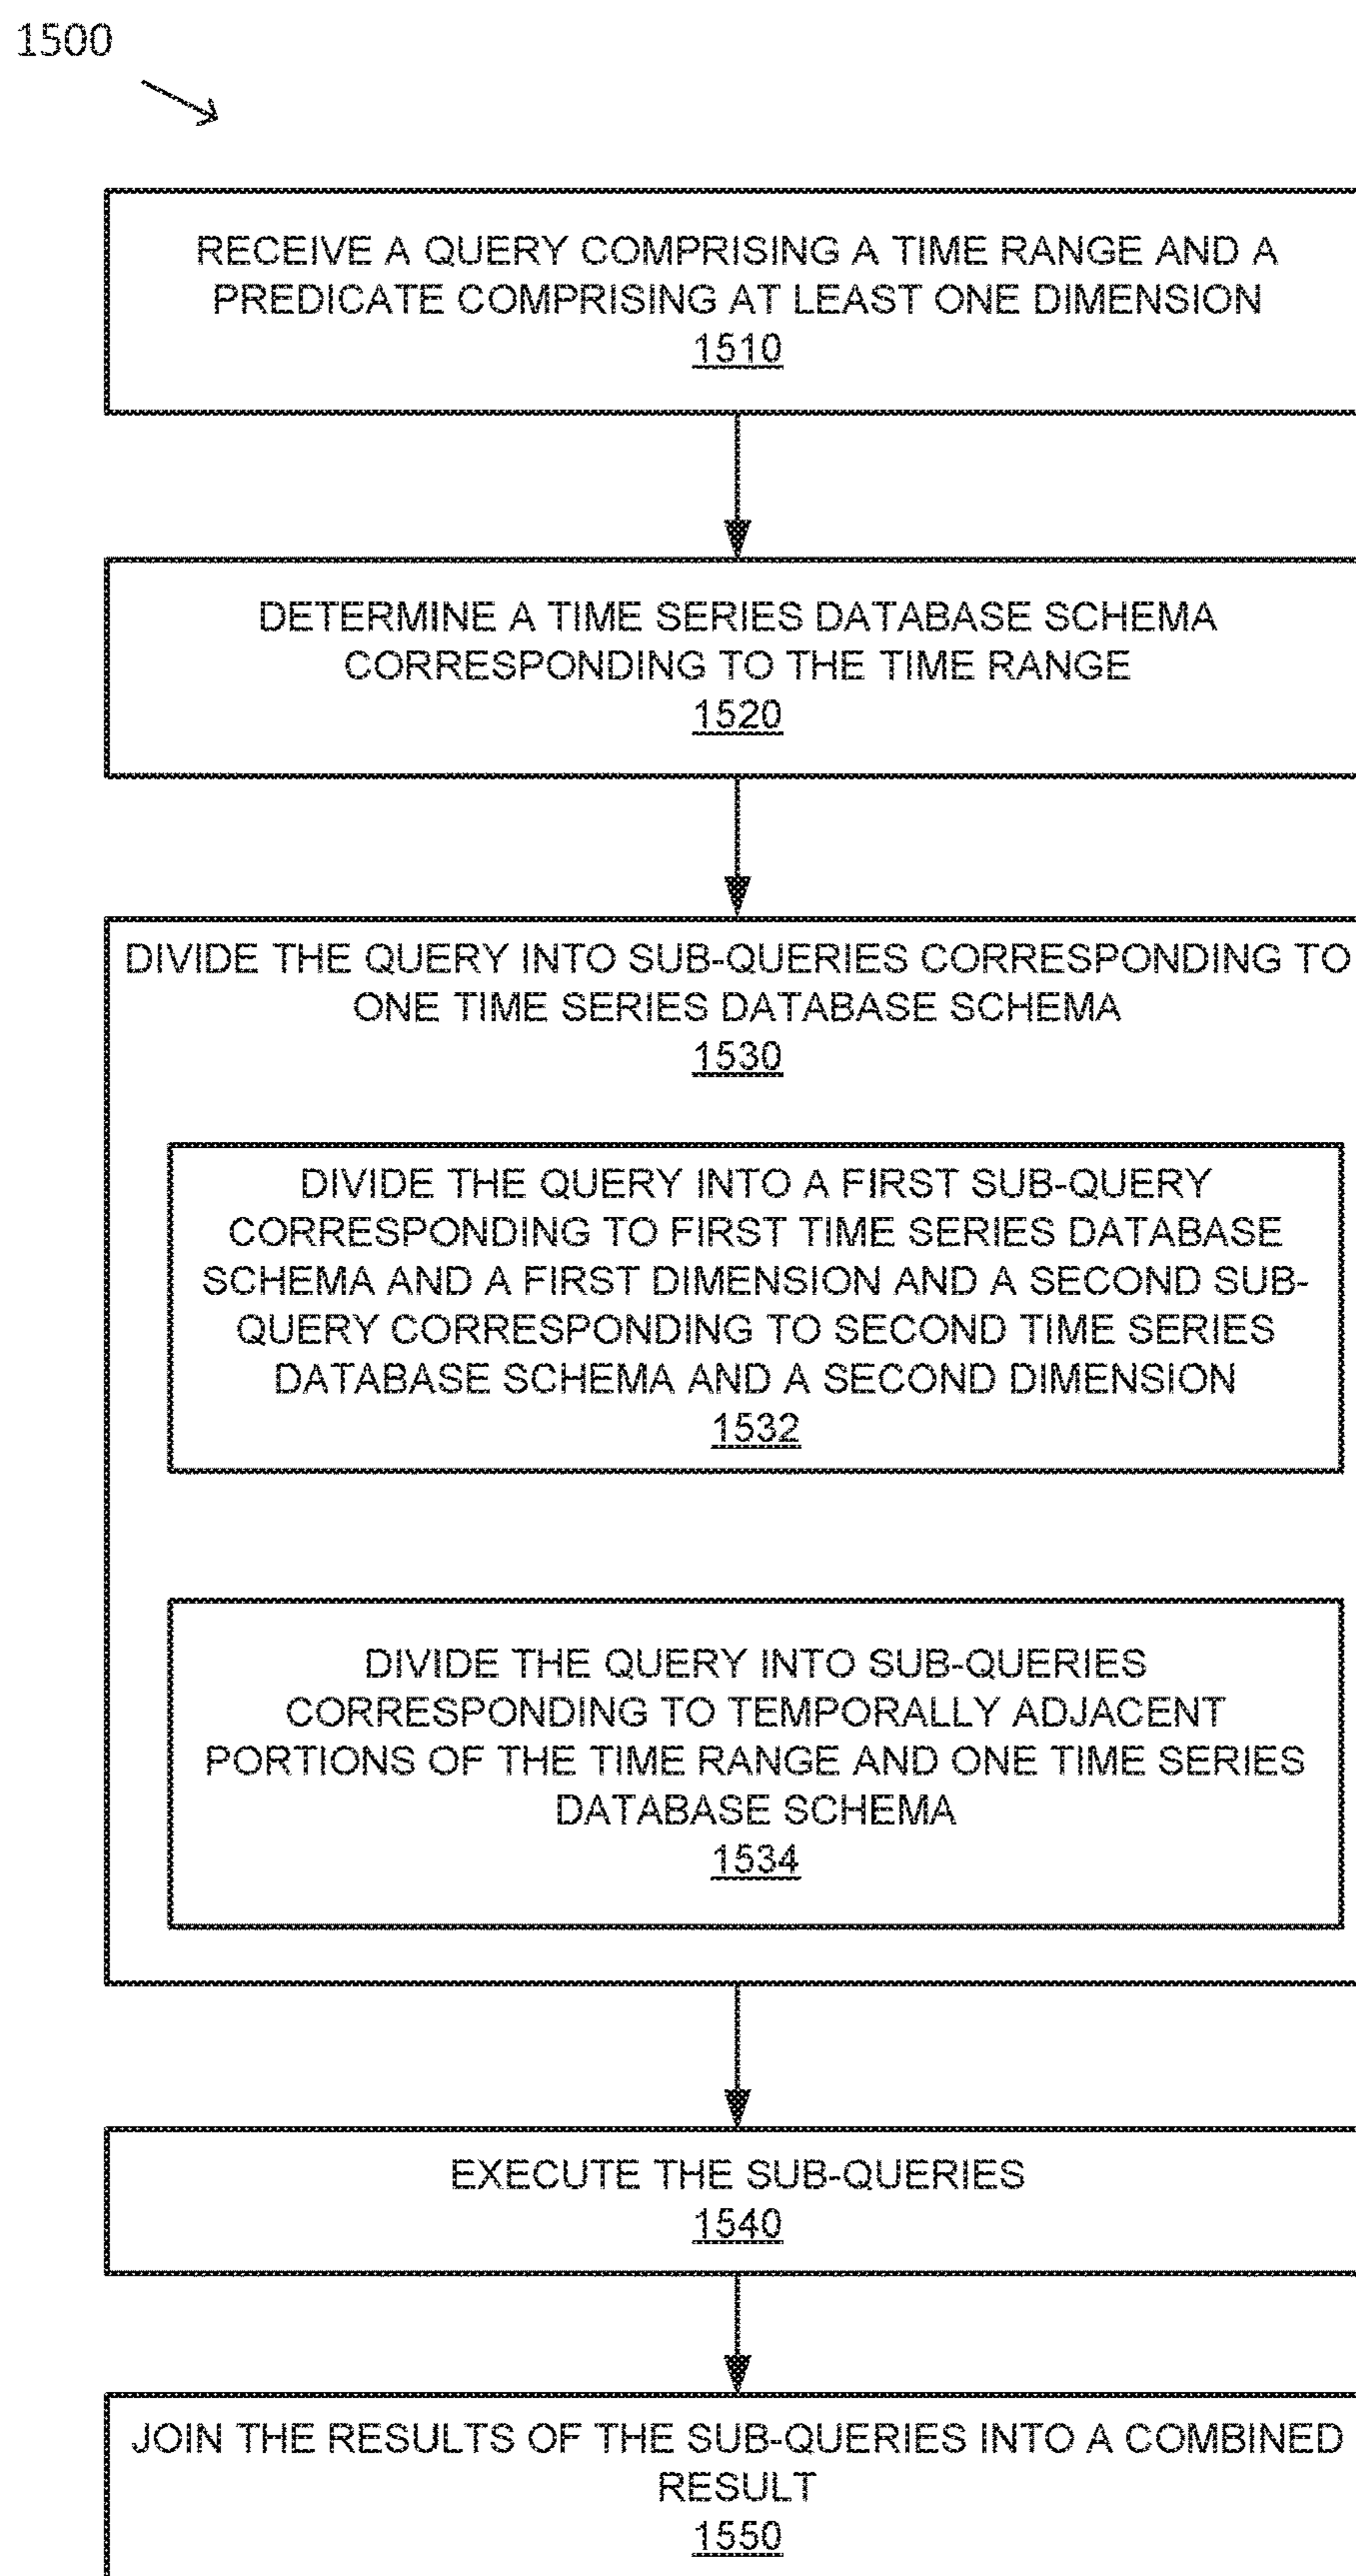 1500
RECEIVE A QUERY COMPRISING A TIME RANGE AND A
PREDICATE COMPRISING AT LEAST ONE DIMENSION
1510
DETERMINE A TIME SERIES DATABASE SCHEMA
CORRESPONDING TO THE TIME RANGE
1520
DIVIDE THE QUERY INTO SUB-QUERIES CORRESPONDING TO
ONE TIME SERIES DATABASE SCHEMA
1530
DIVIDE THE QUERY INTO A FIRST SUB-QUERY
CORRESPONDING TO FIRST TIME SERIES DATABASE
SCHEMA AND A FIRST DIMENSION AND A SECOND SUB-
QUERY CORRESPONDING TO SECOND TIME SERIES
DATABASE SCHEMA AND A SECOND DIMENSION
1532
DIVIDE THE QUERY INTO SUB-QUERIES
CORRESPONDING TO TEMPORALLY ADJACENT
PORTIONS OF THE TIME RANGE AND ONE TIME SERIES
DATABASE SCHEMA
1534
EXECUTE THE SUB-QUERIES
1540
JOIN THE RESULTS OF THE SUB-QUERIES INTO A COMBINED
RESULT
1550